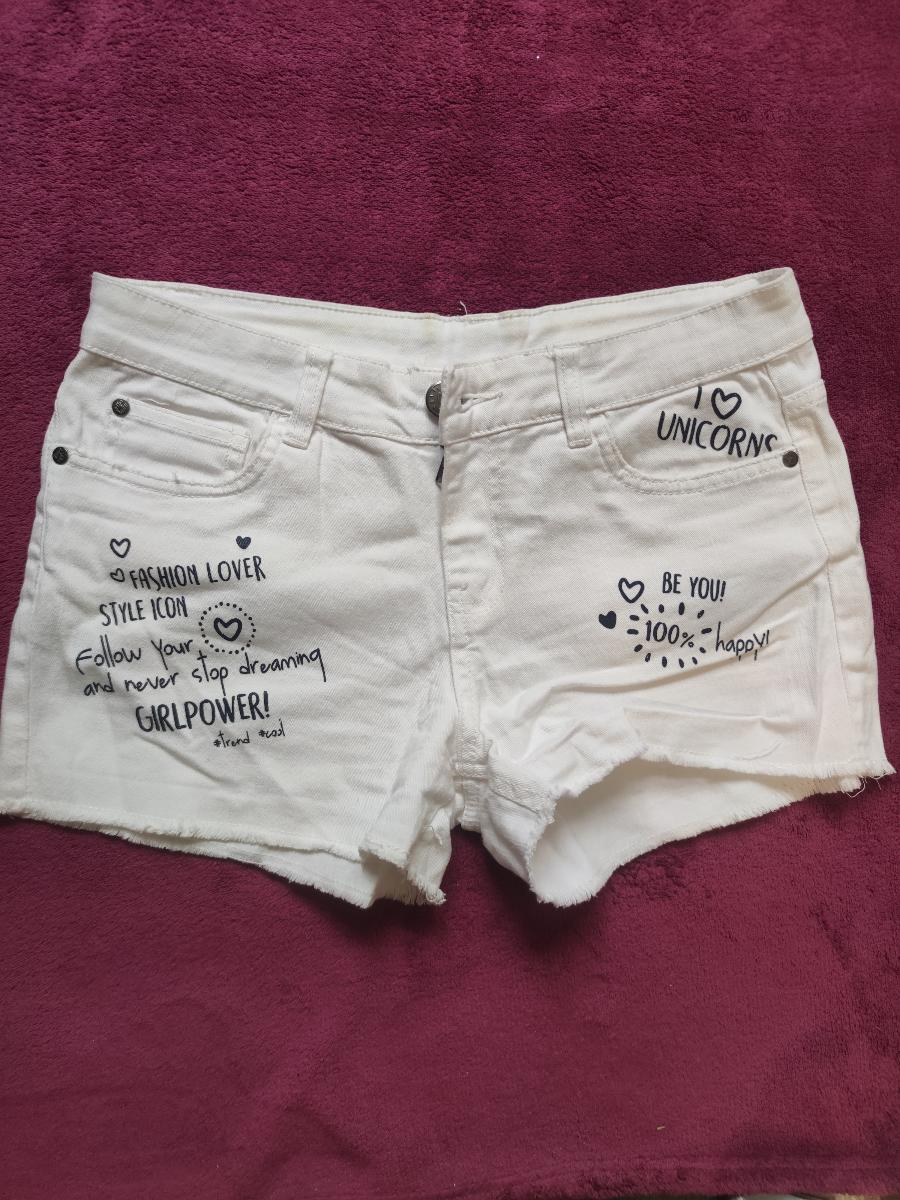 I ♡
UNICORNS
FASHION LOVER
STYLE ICON
Follow your
and never stop dreaming
GIRLPOWER!
#trend #cool
BE YOU!
100% happy!